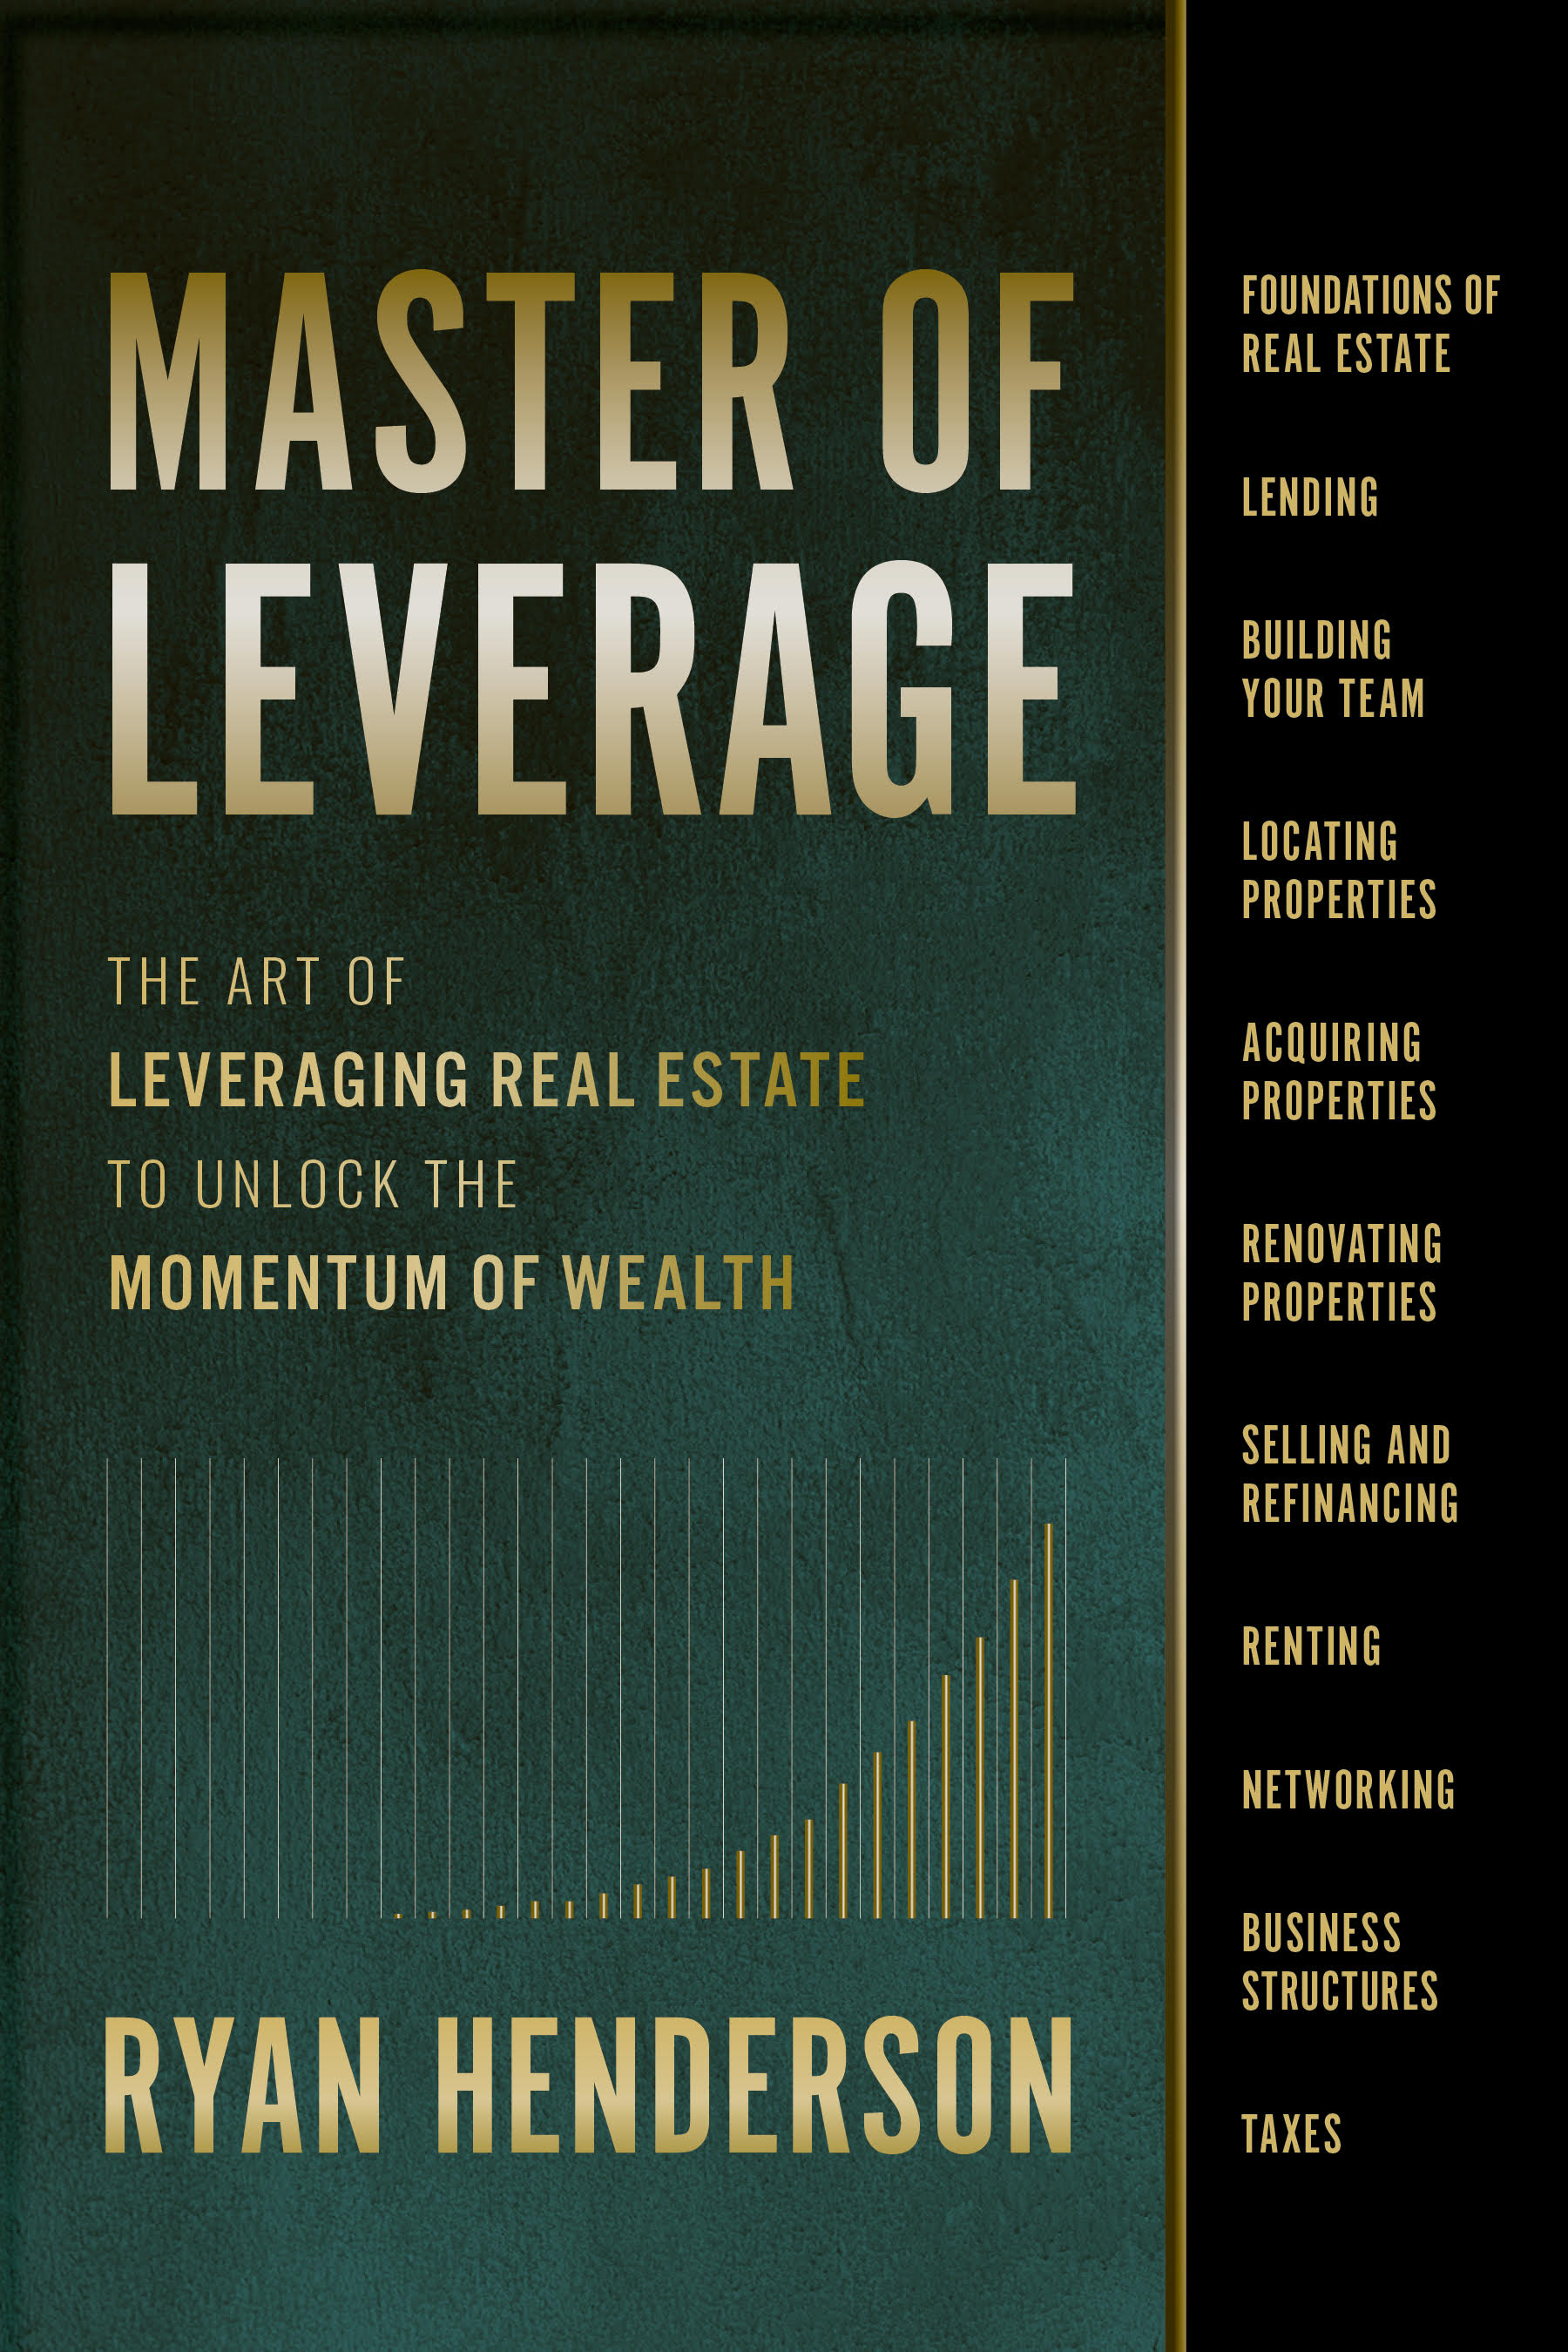 MASTER OF
LEVERAGE
THE ART OF
LEVERAGING REAL ESTATE
TO UNLOCK THE
MOMENTUM OF WEALTH
RYAN HENDERSON
FOUNDATIONS OF
REAL ESTATE
LENDING
BUILDING
YOUR TEAM
LOCATING
PROPERTIES
ACQUIRING
PROPERTIES
RENOVATING
PROPERTIES
SELLING AND
REFINANCING
RENTING
NETWORKING
BUSINESS
STRUCTURES
TAXES